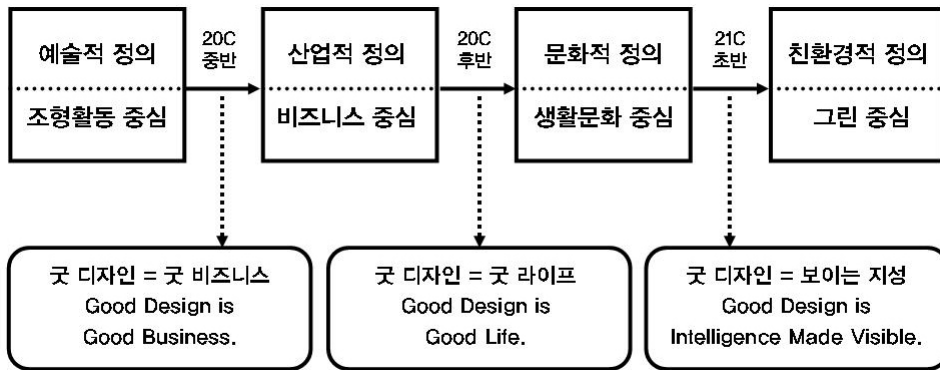 예술적 정의
조형활동 중심
20C
중반
산업적 정의
비즈니스 중심
20C
후반
문화적 정의
생활문화 중심
21C
초반
친환경적 정의
그린 중심
굿 디자인 = 굿 비즈니스
Good Design is
Good Business.
굿 디자인 = 굿 라이프
Good Design is
Good Life.
굿 디자인 = 보이는 지성
Good Design is
Intelligence Made Visible.